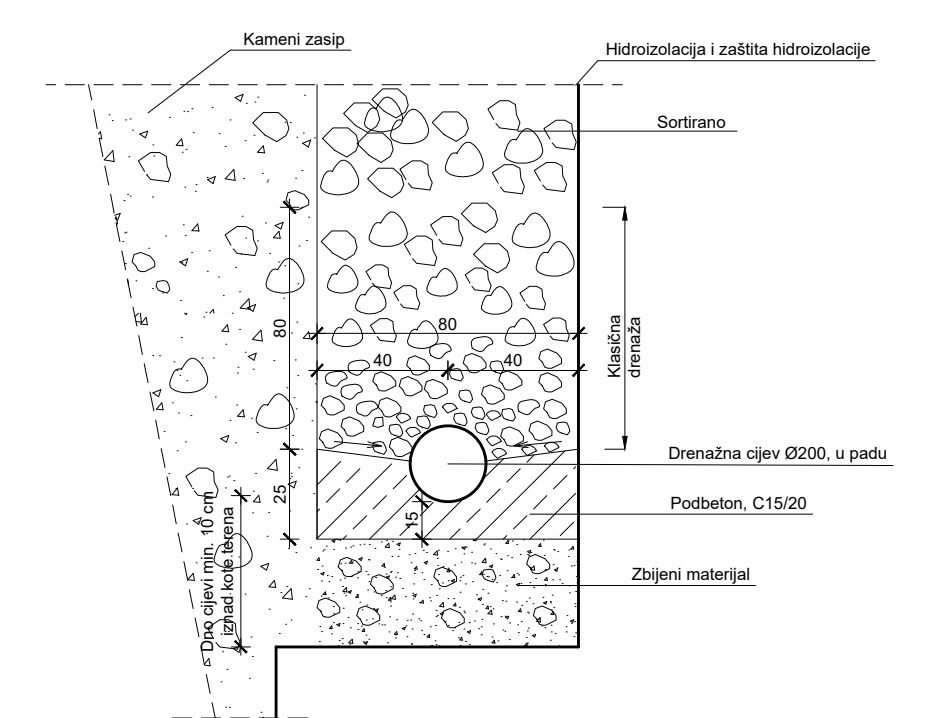 Kameni zasip
Hidroizolacija i zaštita hidroizolacije
Sortirano
80
80
40
40
Klasična
drenaža
Drenažna cijev Ø200, u padu
25
15
Podbeton, C15/20
Dno cijevi min. 10 cm
iznad kote terena
Zbijeni materijal